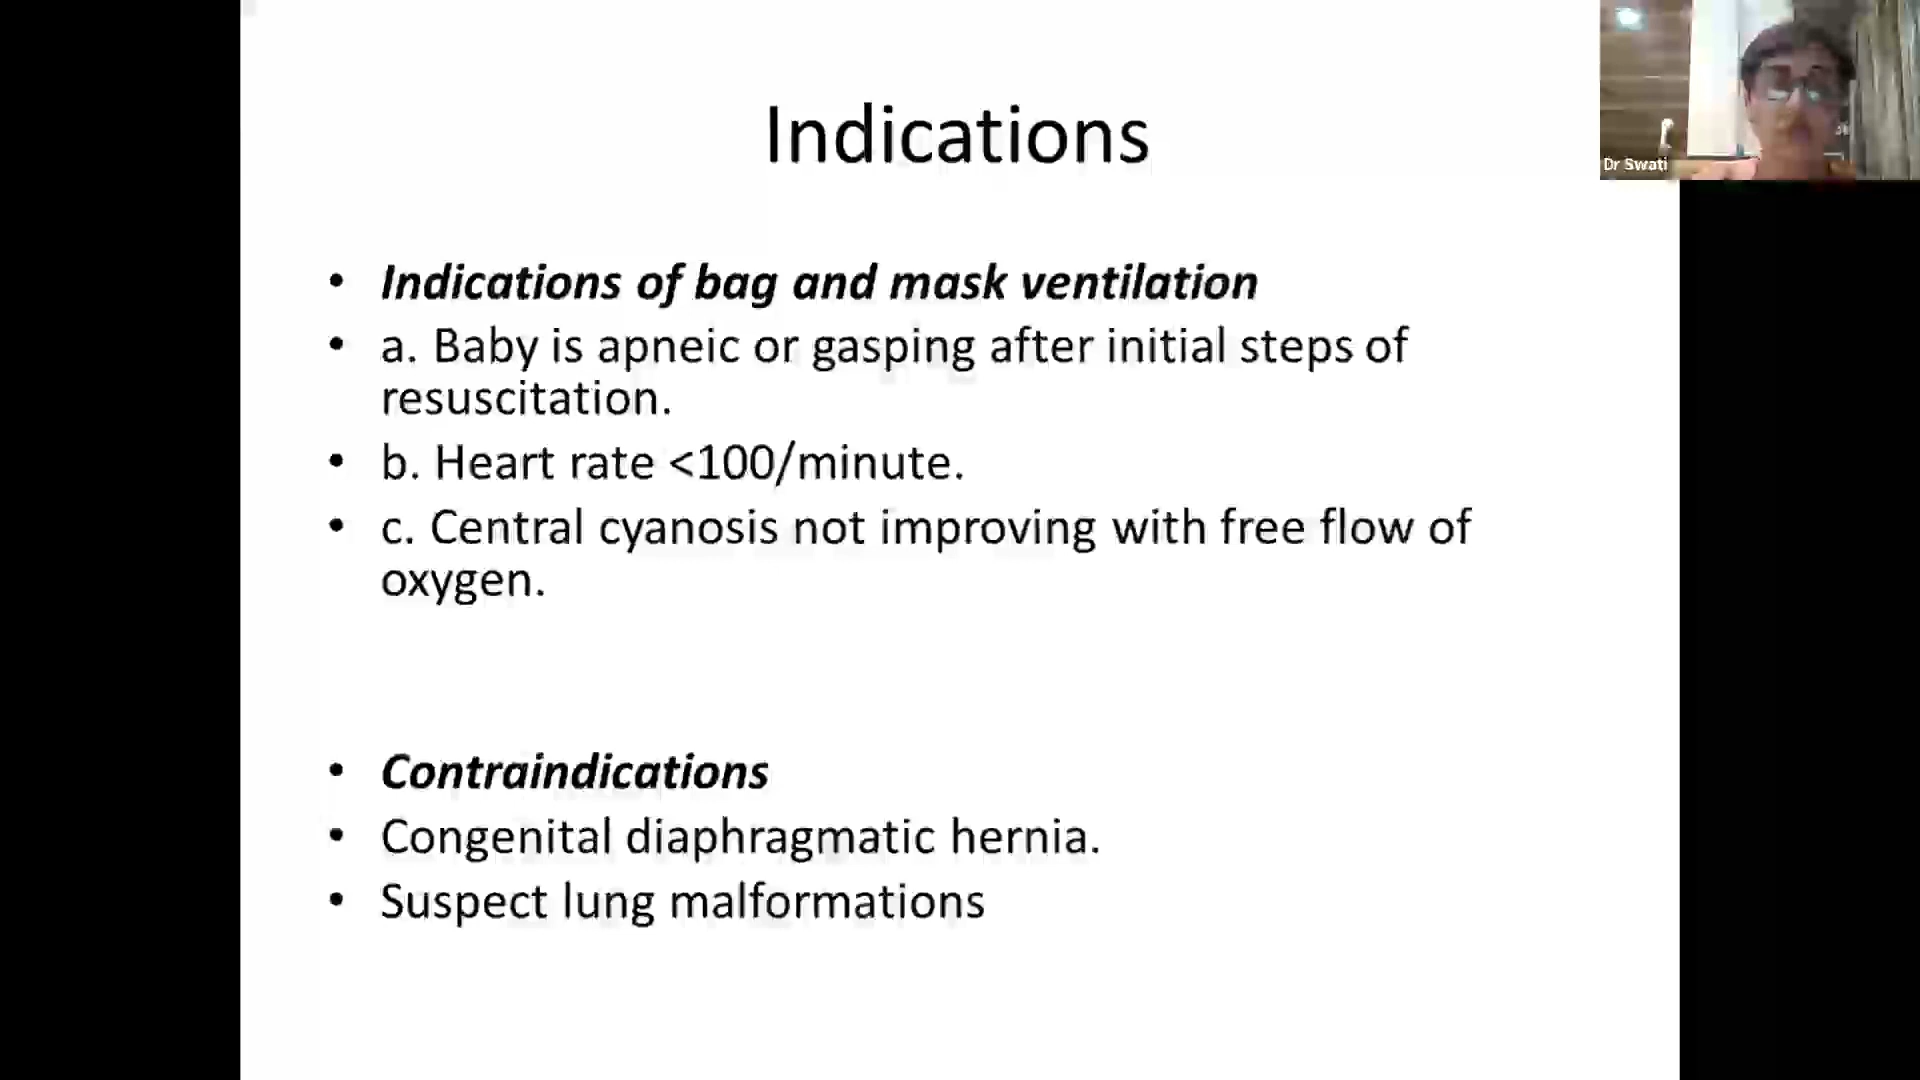 Indications
Dr Swati
• Indications of bag and mask ventilation
• a. Baby is apneic or gasping after initial steps of
resuscitation.
• b. Heart rate <100/minute.
• c. Central cyanosis not improving with free flow of
oxygen.
• Contraindications
• Congenital diaphragmatic hernia.
• Suspect lung malformations